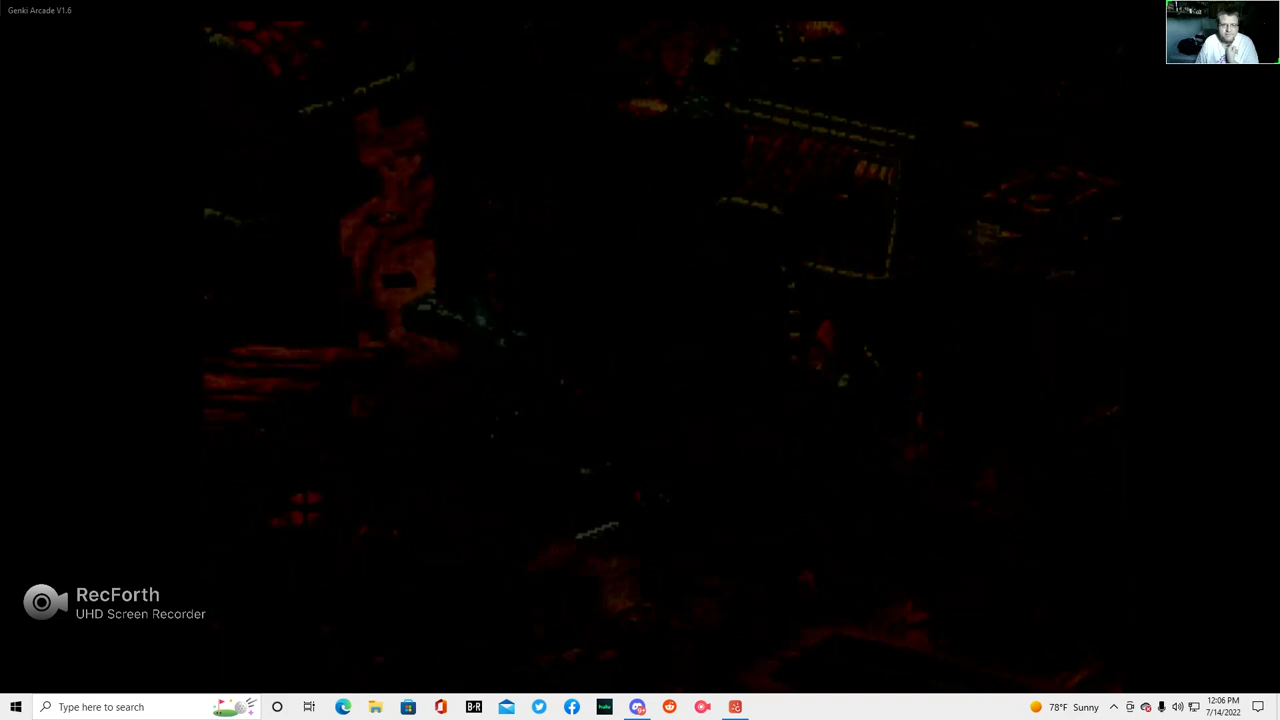 Genki Arcade V1.6
RecForth
UHD Screen Recorder
Type here to search
B·R
hulu
78°F Sunny
12:06 PM
7/14/2022